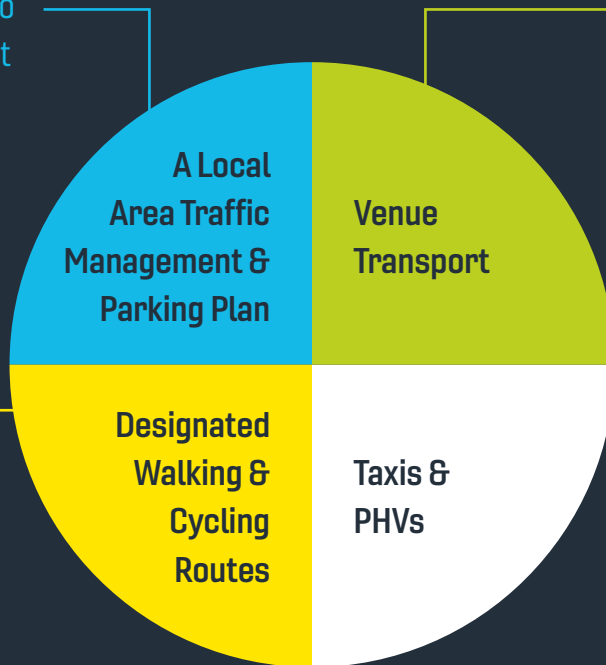 o
t
A Local
Area Traffic
Management &
Parking Plan
Venue
Transport
Designated
Walking &
Cycling
Routes
Taxis &
PHVs